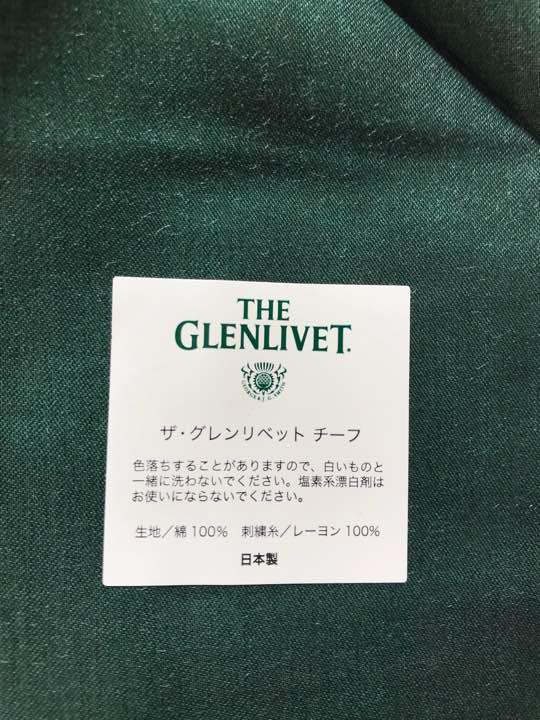 THE
GLENLIVET.
GEORGE & J. G. SMITH
ザ・グレンリベット チーフ
色落ちすることがありますので、白いものと
一緒に洗わないでください。塩素系漂白剤は
お使いにならないでください。
生地／綿 100％ 刺繍糸／レーヨン 100％
日本製